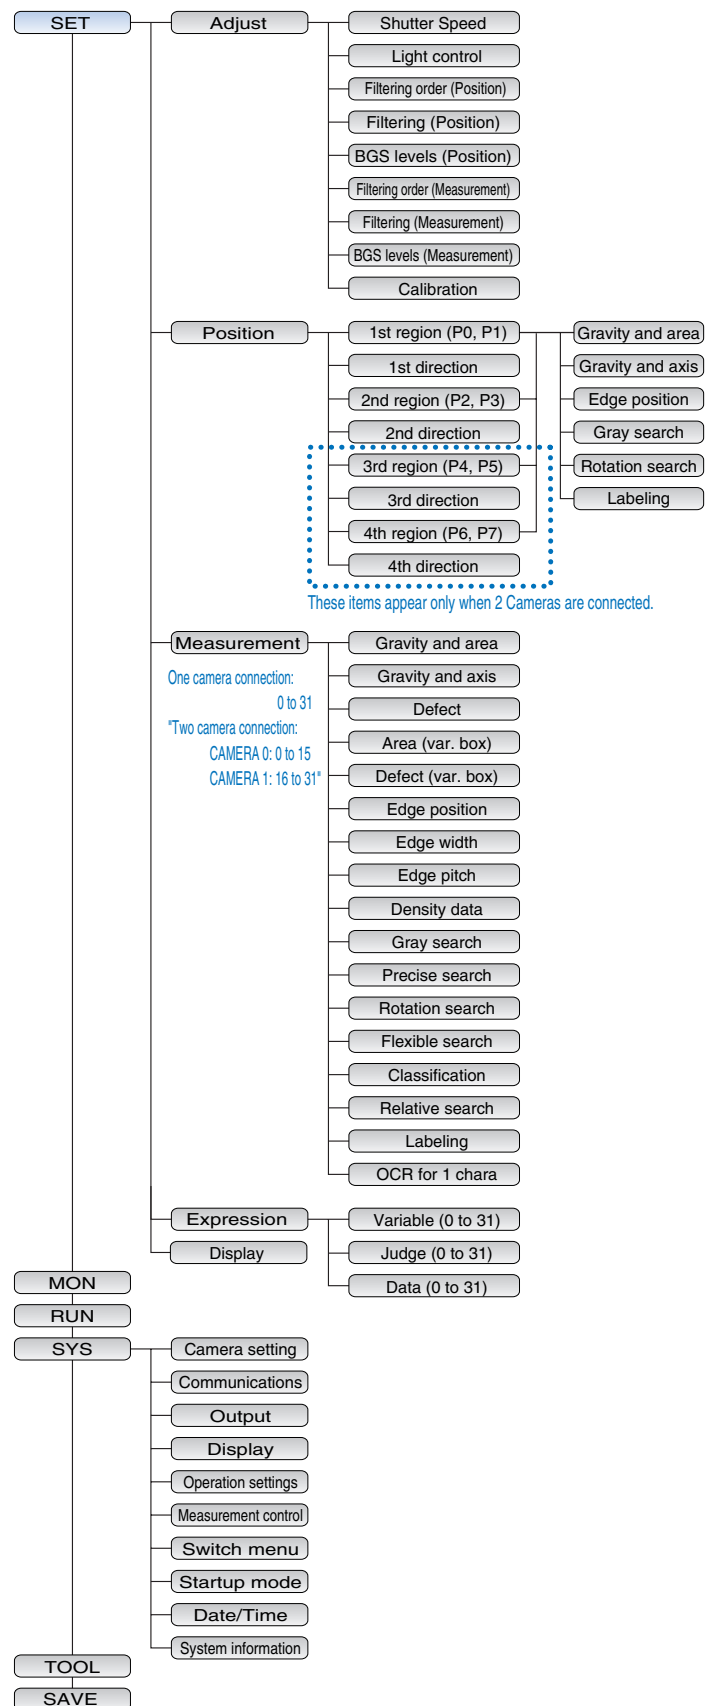 SET
Adjust
Shutter Speed
Light control
Filtering order (Position)
Filtering (Position)
BGS levels (Position)
Filtering order (Measurement)
Filtering (Measurement)
BGS levels (Measurement)
Calibration
Position
1st region (P0, P1)
Gravity and area
1st direction
Gravity and axis
2nd region (P2, P3)
Edge position
2nd direction
Gray search
3rd region (P4, P5)
Rotation search
3rd direction
Labeling
4th region (P6, P7)
4th direction
These items appear only when 2 Cameras are connected.
Measurement
One camera connection:
0 to 31
"Two camera connection:
CAMERA 0: 0 to 15
CAMERA 1: 16 to 31"
Gravity and area
Gravity and axis
Defect
Area (var. box)
Defect (var. box)
Edge position
Edge width
Edge pitch
Density data
Gray search
Precise search
Rotation search
Flexible search
Classification
Relative search
Labeling
OCR for 1 chara
Expression
Variable (0 to 31)
Display
Judge (0 to 31)
Data (0 to 31)
MON
RUN
SYS
Camera setting
Communications
Output
Display
Operation settings
Measurement control
Switch menu
Startup mode
Date/Time
System information
TOOL
SAVE